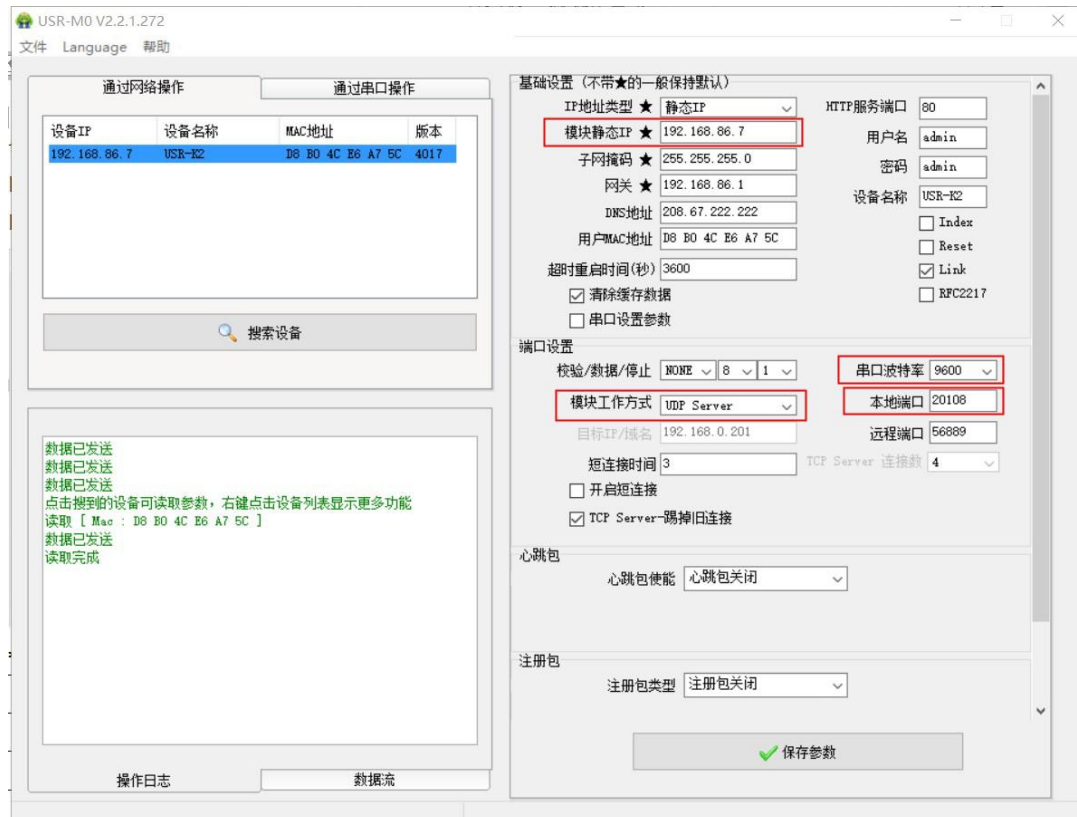 USR-M0 V2.2.1.272
文件 Language 帮助
通过网络操作 通过串口操作
设备IP 设备名称 MAC地址 版本
192.168.86.7 USR-K2 D8 B0 4C E6 A7 5C 4017
搜索设备
数据已发送
数据已发送
数据已发送
点击搜到的设备可读取参数，右键点击设备列表显示更多功能
读取 [ Mac : D8 B0 4C E6 A7 5C ]
数据已发送
读取完成
操作日志 数据流
基础设置（不带★的一般保持默认）
IP地址类型 ★ 静态IP HTTP服务端口 80
模块静态IP ★ 192.168.86.7 用户名 admin
子网掩码 ★ 255.255.255.0 密码 admin
网关 ★ 192.168.86.1 设备名称 USR-K2
DNS地址 208.67.222.222 Index
用户MAC地址 D8 B0 4C E6 A7 5C Reset
超时重启时间(秒) 3600 Link
清除缓存数据 RFC2217
串口设置参数
端口设置
校验/数据/停止 NONE 8 1 串口波特率 9600
模块工作方式 UDP Server 本地端口 20108
目标IP/域名 192.168.0.201 远程端口 56889
短连接时间 3 TCP Server 连接数 4
开启短连接
TCP Server-踢掉旧连接
心跳包
心跳包使能 心跳包关闭
注册包
注册包类型 注册包关闭
保存参数